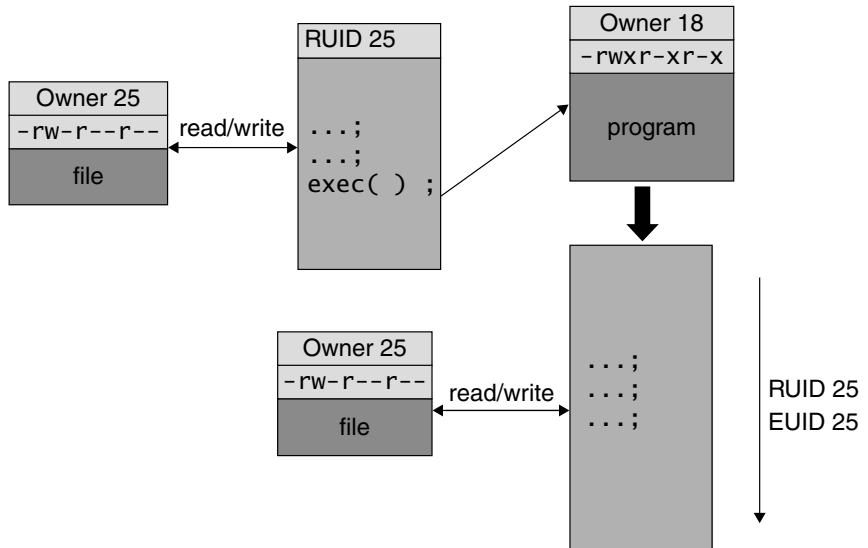 RUID 25
Owner 18
-rwxr-xr-x
program
Owner 25
-rw-r--r--
file
read/write
...;
...;
exec( ) ;
Owner 25
-rw-r--r--
file
read/write
...;
...;
...;
RUID 25
EUID 25